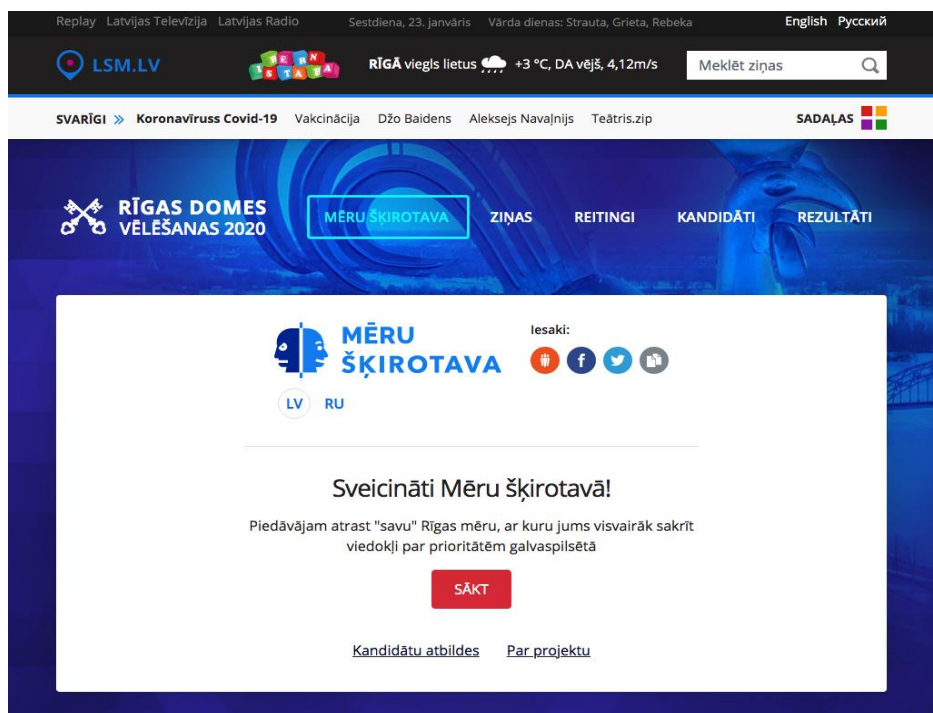 Replay Latvijas Televīzija Latvijas Radio Sestdiena, 23. janvāris Vārda dienas: Strauta, Grieta, Rebeka English Русский
LSM.LV BERNISTABA RĪGĀ viegls lietus +3 °C, DA vējš, 4,12m/s Meklēt ziņas
SVARĪGI » Koronavīruss Covid-19 Vakcinācija Džo Baidens Aleksejs Navaļnijs Teātris.zip SADAĻAS
RĪGAS DOMES
VĒLĒŠANAS 2020
MĒRU ŠĶIROTAVA ZIŅAS REITINGI KANDIDĀTI REZULTĀTI
MĒRU
ŠĶIROTAVA
Iesaki:
LV RU
Sveicināti Mēru šķirotavā!
Piedāvājam atrast "savu" Rīgas mēru, ar kuru jums visvairāk sakrīt
viedokļi par prioritātēm galvaspilsētā
SĀKT
Kandidātu atbildes Par projektu